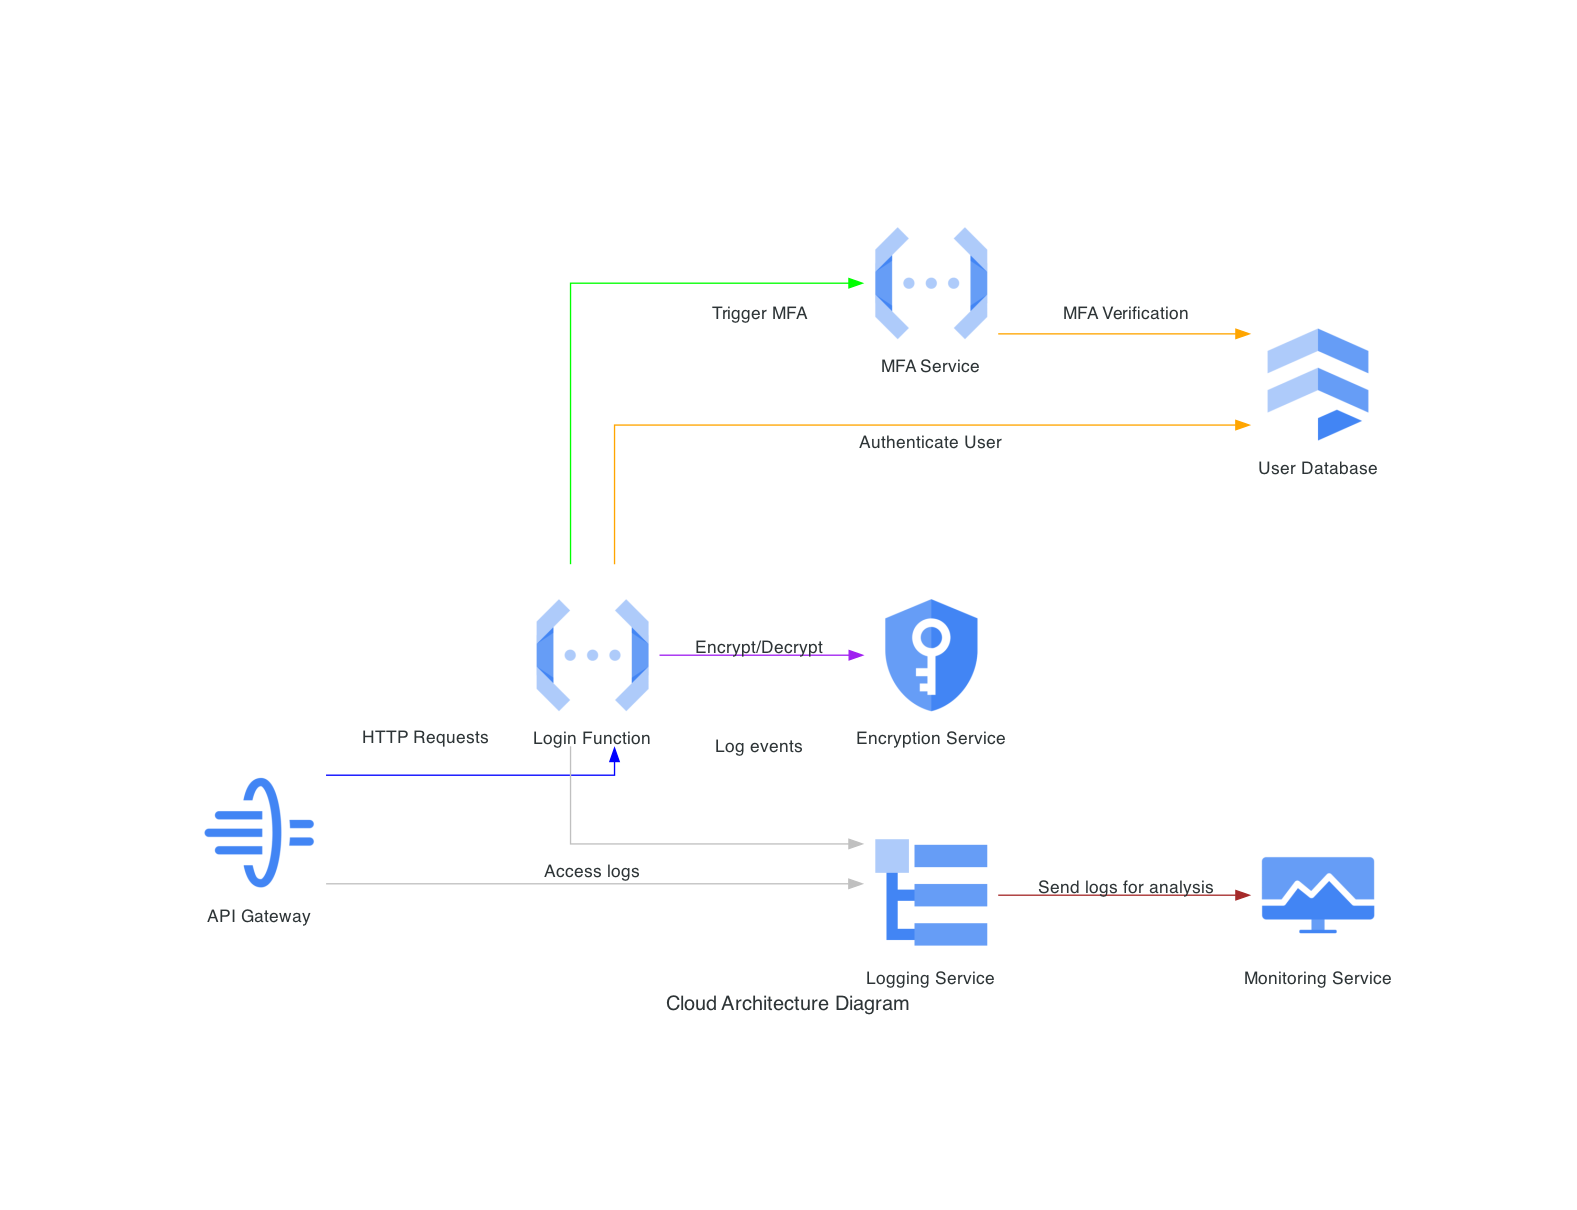 Trigger MFA
MFA Verification
MFA Service
Authenticate User
User Database
Encrypt/Decrypt
HTTP Requests
Login Function
Log events
Encryption Service
Access logs
Send logs for analysis
API Gateway
Logging Service
Monitoring Service
Cloud Architecture Diagram